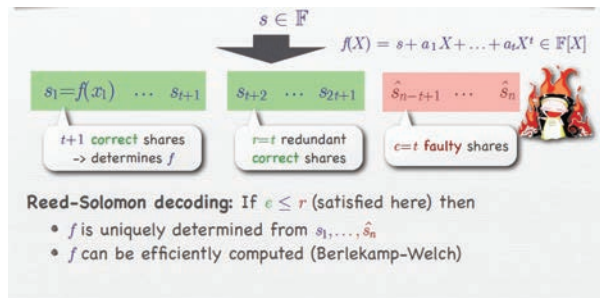 s ∈ 𝔽
f(X) = s + a₁X + … + aₜXᵗ ∈ 𝔽[X]
s₁=f(x₁) … sₜ₊₁ sₜ₊₂ … s₂ₜ₊₁ ŝₙ₋ₜ₊₁ … ŝₙ
t+1 correct shares
-> determines f
r=t redundant
correct shares
e=t faulty shares
Reed-Solomon decoding: If e ≤ r (satisfied here) then
• f is uniquely determined from s₁,…,ŝₙ
• f can be efficiently computed (Berlekamp-Welch)